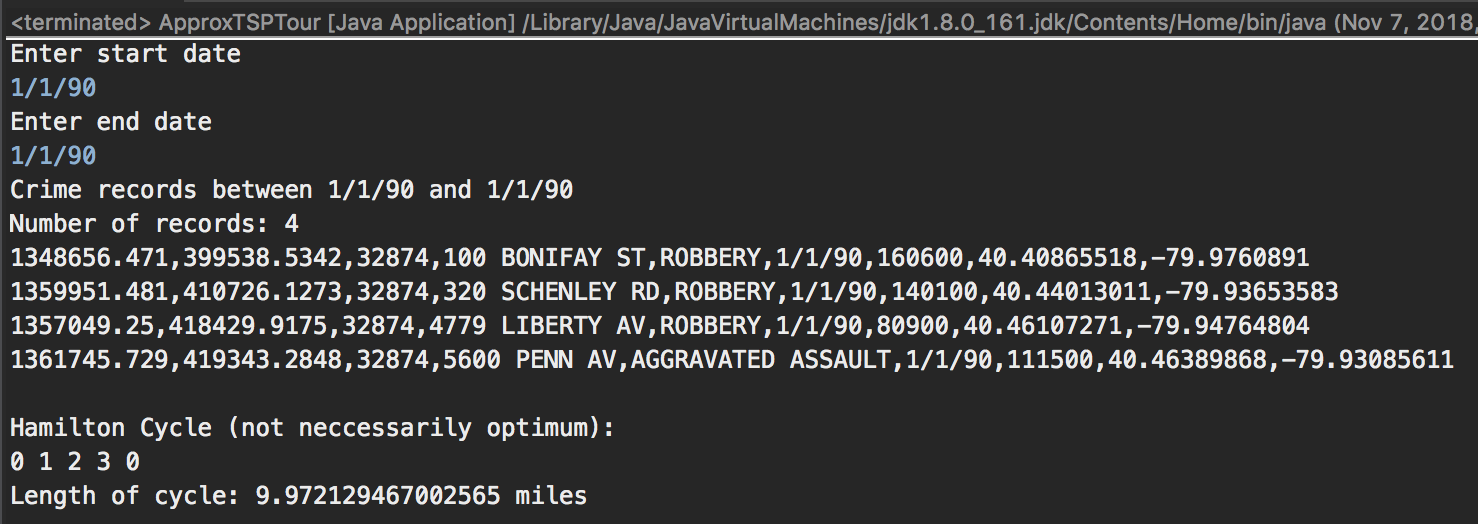 <terminated> ApproxTSPTour [Java Application] /Library/Java/JavaVirtualMachines/jdk1.8.0_161.jdk/Contents/Home/bin/java (Nov 7, 2018,
Enter start date
1/1/90
Enter end date
1/1/90
Crime records between 1/1/90 and 1/1/90
Number of records: 4
1348656.471,399538.5342,32874,100 BONIFAY ST,ROBBERY,1/1/90,160600,40.40865518,-79.9760891
1359951.481,410726.1273,32874,320 SCHENLEY RD,ROBBERY,1/1/90,140100,40.44013011,-79.93653583
1357049.25,418429.9175,32874,4779 LIBERTY AV,ROBBERY,1/1/90,80900,40.46107271,-79.94764804
1361745.729,419343.2848,32874,5600 PENN AV,AGGRAVATED ASSAULT,1/1/90,111500,40.46389868,-79.93085611
Hamilton Cycle (not neccessarily optimum):
0 1 2 3 0
Length of cycle: 9.972129467002565 miles